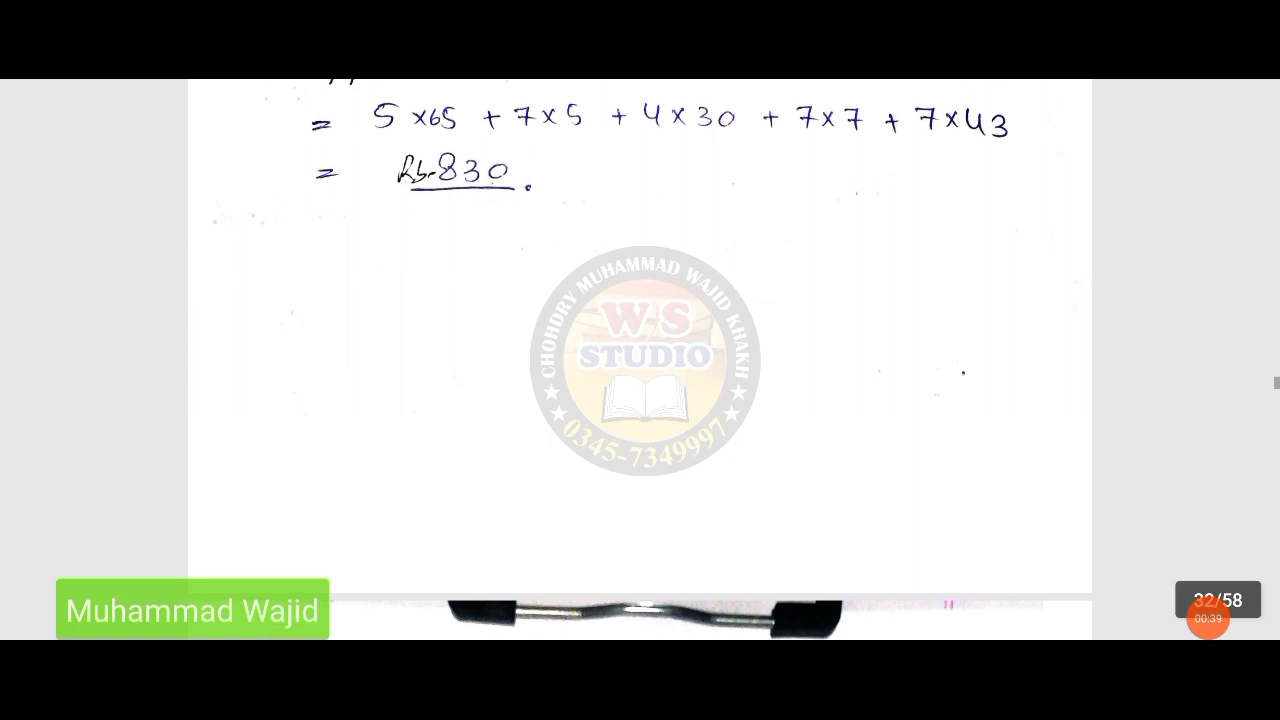 = 5 ×65 + 7×5 + 4×30 + 7×7 + 7×43
= Rs.830.
CHOHDRY MUHAMMAD WAJID KHAKH
WS
STUDIO
0345-7349997
Muhammad Wajid
32/58
00:39